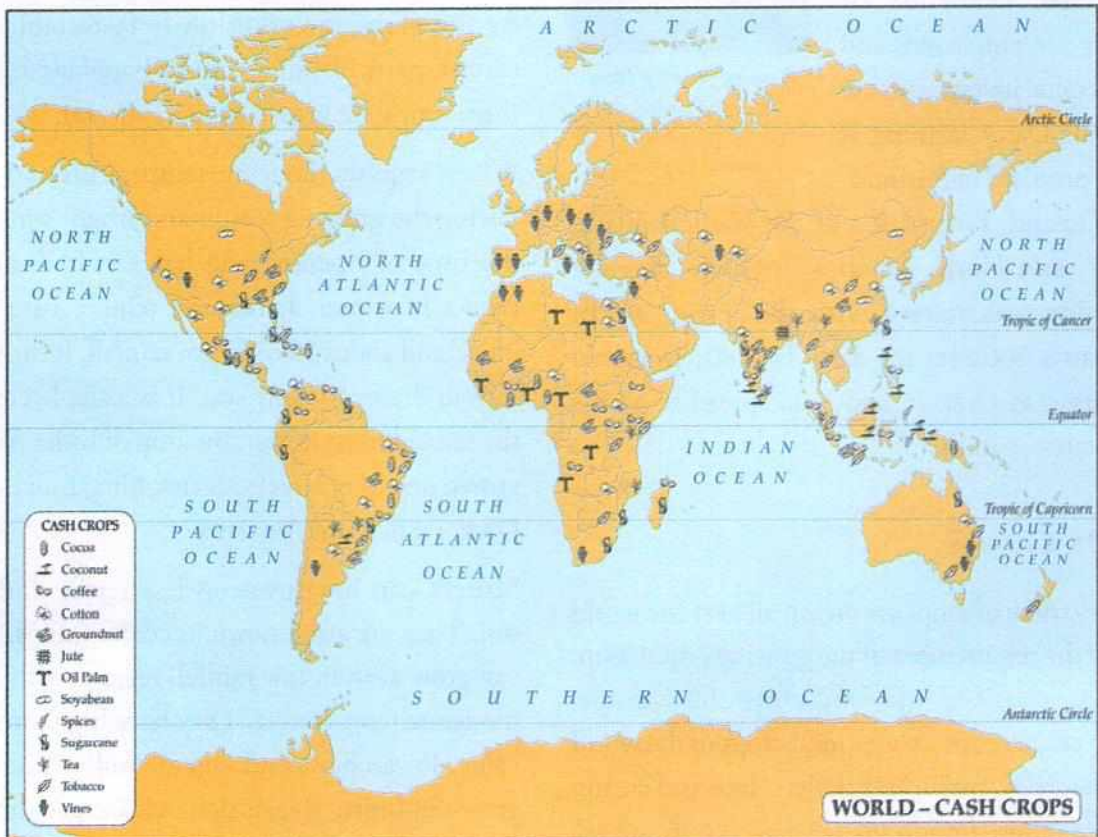 ARCTIC OCEAN
Arctic Circle
NORTH
PACIFIC
OCEAN
NORTH
ATLANTIC
OCEAN
NORTH
PACIFIC
OCEAN
Tropic of Cancer
Equator
INDIAN
OCEAN
SOUTH
PACIFIC
OCEAN
SOUTH
ATLANTIC
OCEAN
Tropic of Capricorn
SOUTH
PACIFIC
OCEAN
CASH CROPS
Cocoa
Coconut
Coffee
Cotton
Groundnut
Jute
Oil Palm
Soyabean
Spices
Sugarcane
Tea
Tobacco
Vines
SOUTHERN OCEAN
Antarctic Circle
WORLD – CASH CROPS